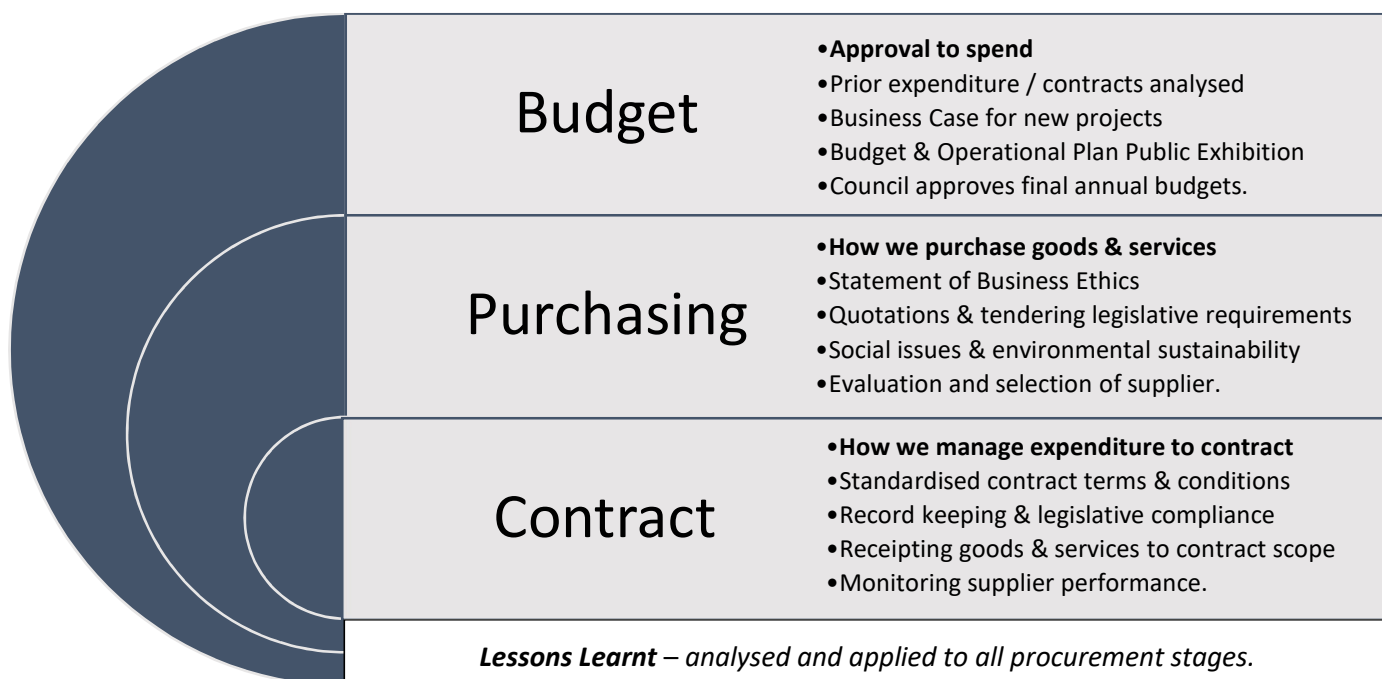 Budget
•Approval to spend
•Prior expenditure / contracts analysed
•Business Case for new projects
•Budget & Operational Plan Public Exhibition
•Council approves final annual budgets.
Purchasing
•How we purchase goods & services
•Statement of Business Ethics
•Quotations & tendering legislative requirements
•Social issues & environmental sustainability
•Evaluation and selection of supplier.
Contract
•How we manage expenditure to contract
•Standardised contract terms & conditions
•Record keeping & legislative compliance
•Receipting goods & services to contract scope
•Monitoring supplier performance.
Lessons Learnt – analysed and applied to all procurement stages.